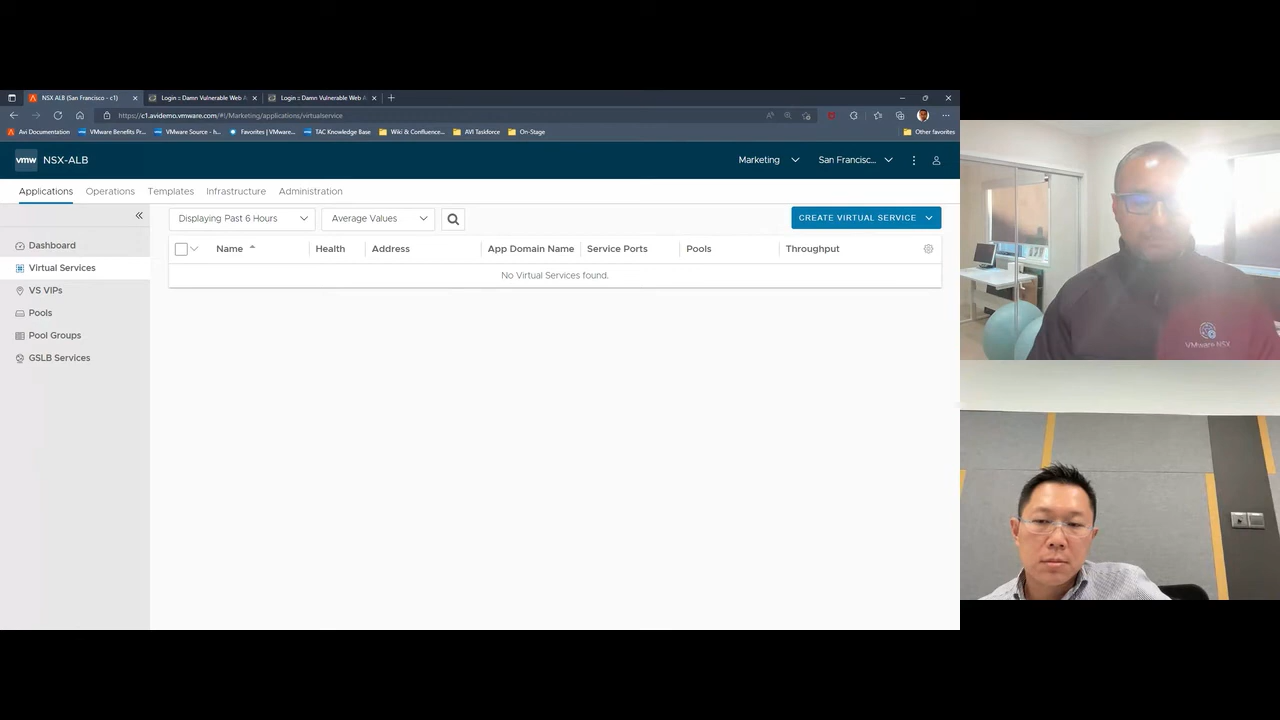 NSX ALB (San Francisco - c1)
Login :: Damn Vulnerable Web A
Login :: Damn Vulnerable Web A
https://c1.avidemo.vmware.com/#!/Marketing/applications/virtualservice
Avi Documentation
VMware Benefits Pr...
VMware Source - h...
Favorites | VMware...
TAC Knowledge Base
Wiki & Confluence...
AVI Taskforce
On-Stage
Other favorites
vmw NSX-ALB
Marketing
San Francisc...
Applications Operations Templates Infrastructure Administration
Displaying Past 6 Hours
Average Values
CREATE VIRTUAL SERVICE
Dashboard
Virtual Services
VS VIPs
Pools
Pool Groups
GSLB Services
Name Health Address App Domain Name Service Ports Pools Throughput
No Virtual Services found.
VMware NSX